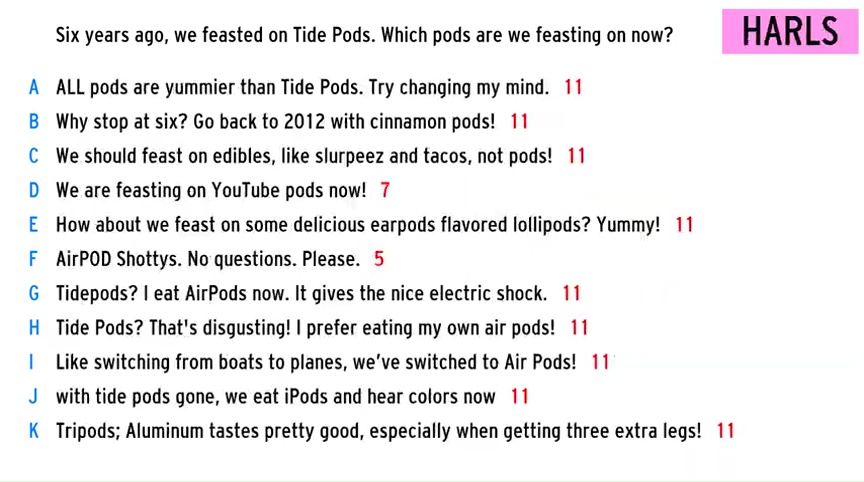 Six years ago, we feasted on Tide Pods. Which pods are we feasting on now?
HARLS
A ALL pods are yummier than Tide Pods. Try changing my mind. 11
B Why stop at six? Go back to 2012 with cinnamon pods! 11
C We should feast on edibles, like slurpeez and tacos, not pods! 11
D We are feasting on YouTube pods now! 7
E How about we feast on some delicious earpods flavored lollipods? Yummy! 11
F AirPOD Shottys. No questions. Please. 5
G Tidepods? I eat AirPods now. It gives the nice electric shock. 11
H Tide Pods? That's disgusting! I prefer eating my own air pods! 11
I Like switching from boats to planes, we've switched to Air Pods! 11
J with tide pods gone, we eat iPods and hear colors now 11
K Tripods; Aluminum tastes pretty good, especially when getting three extra legs! 11